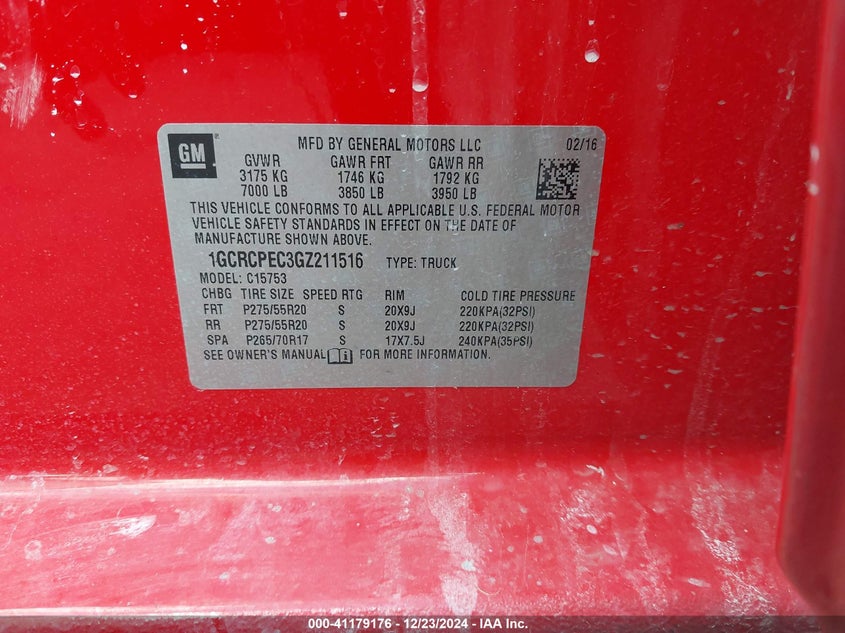 GM
MFD BY GENERAL MOTORS LLC 02/16
GVWR GAWR FRT GAWR RR
3175 KG 1746 KG 1792 KG
7000 LB 3850 LB 3950 LB
THIS VEHICLE CONFORMS TO ALL APPLICABLE U.S. FEDERAL MOTOR
VEHICLE SAFETY STANDARDS IN EFFECT ON THE DATE OF
MANUFACTURE SHOWN ABOVE.
1GCRCPEC3GZ211516 TYPE: TRUCK
MODEL: C15753
CHBG TIRE SIZE SPEED RTG RIM COLD TIRE PRESSURE
FRT P275/55R20 S 20X9J 220KPA(32PSI)
RR P275/55R20 S 20X9J 220KPA(32PSI)
SPA P265/70R17 S 17X7.5J 240KPA(35PSI)
SEE OWNER'S MANUAL FOR MORE INFORMATION.
000-41179176 - 12/23/2024 - IAA Inc.